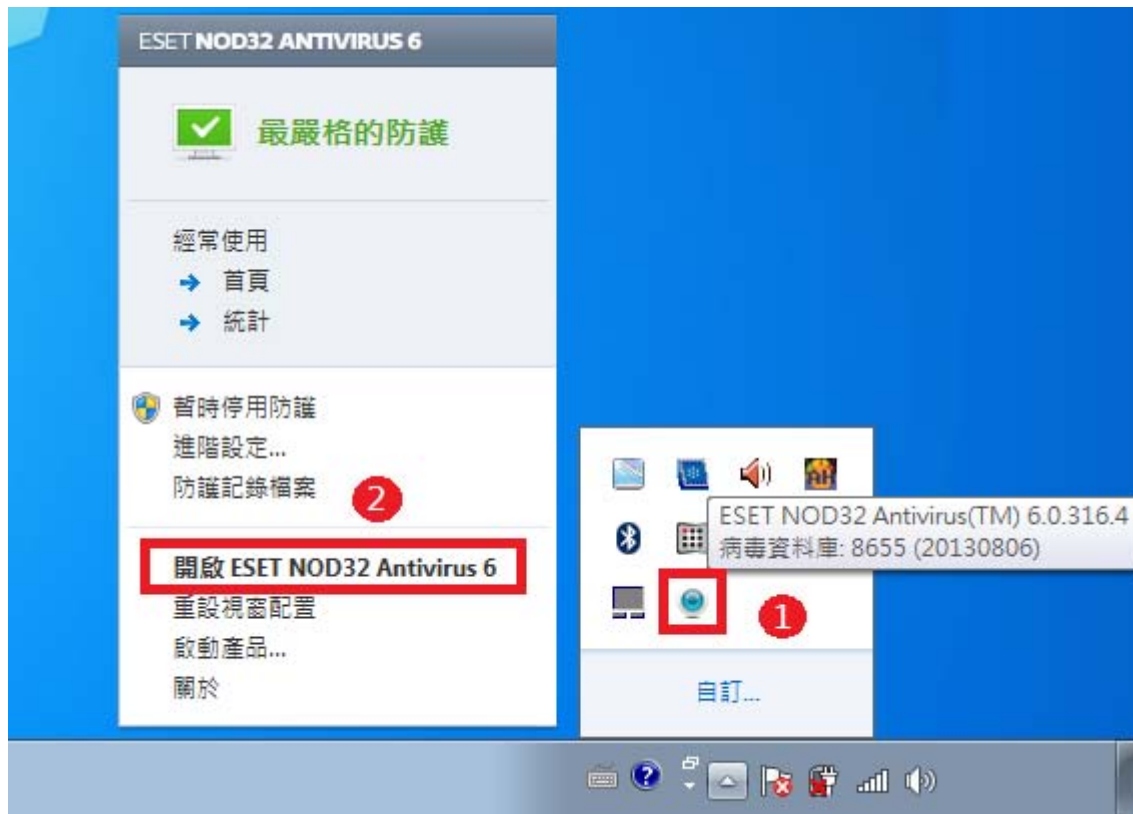 ESET NOD32 ANTIVIRUS 6
最嚴格的防護
經常使用
首頁
統計
暫時停用防護
進階設定...
防護記錄檔案
2
開啟 ESET NOD32 Antivirus 6
重設視窗配置
啟動產品...
關於
ESET NOD32 Antivirus(TM) 6.0.316.4
病毒資料庫: 8655 (20130806)
1
自訂...